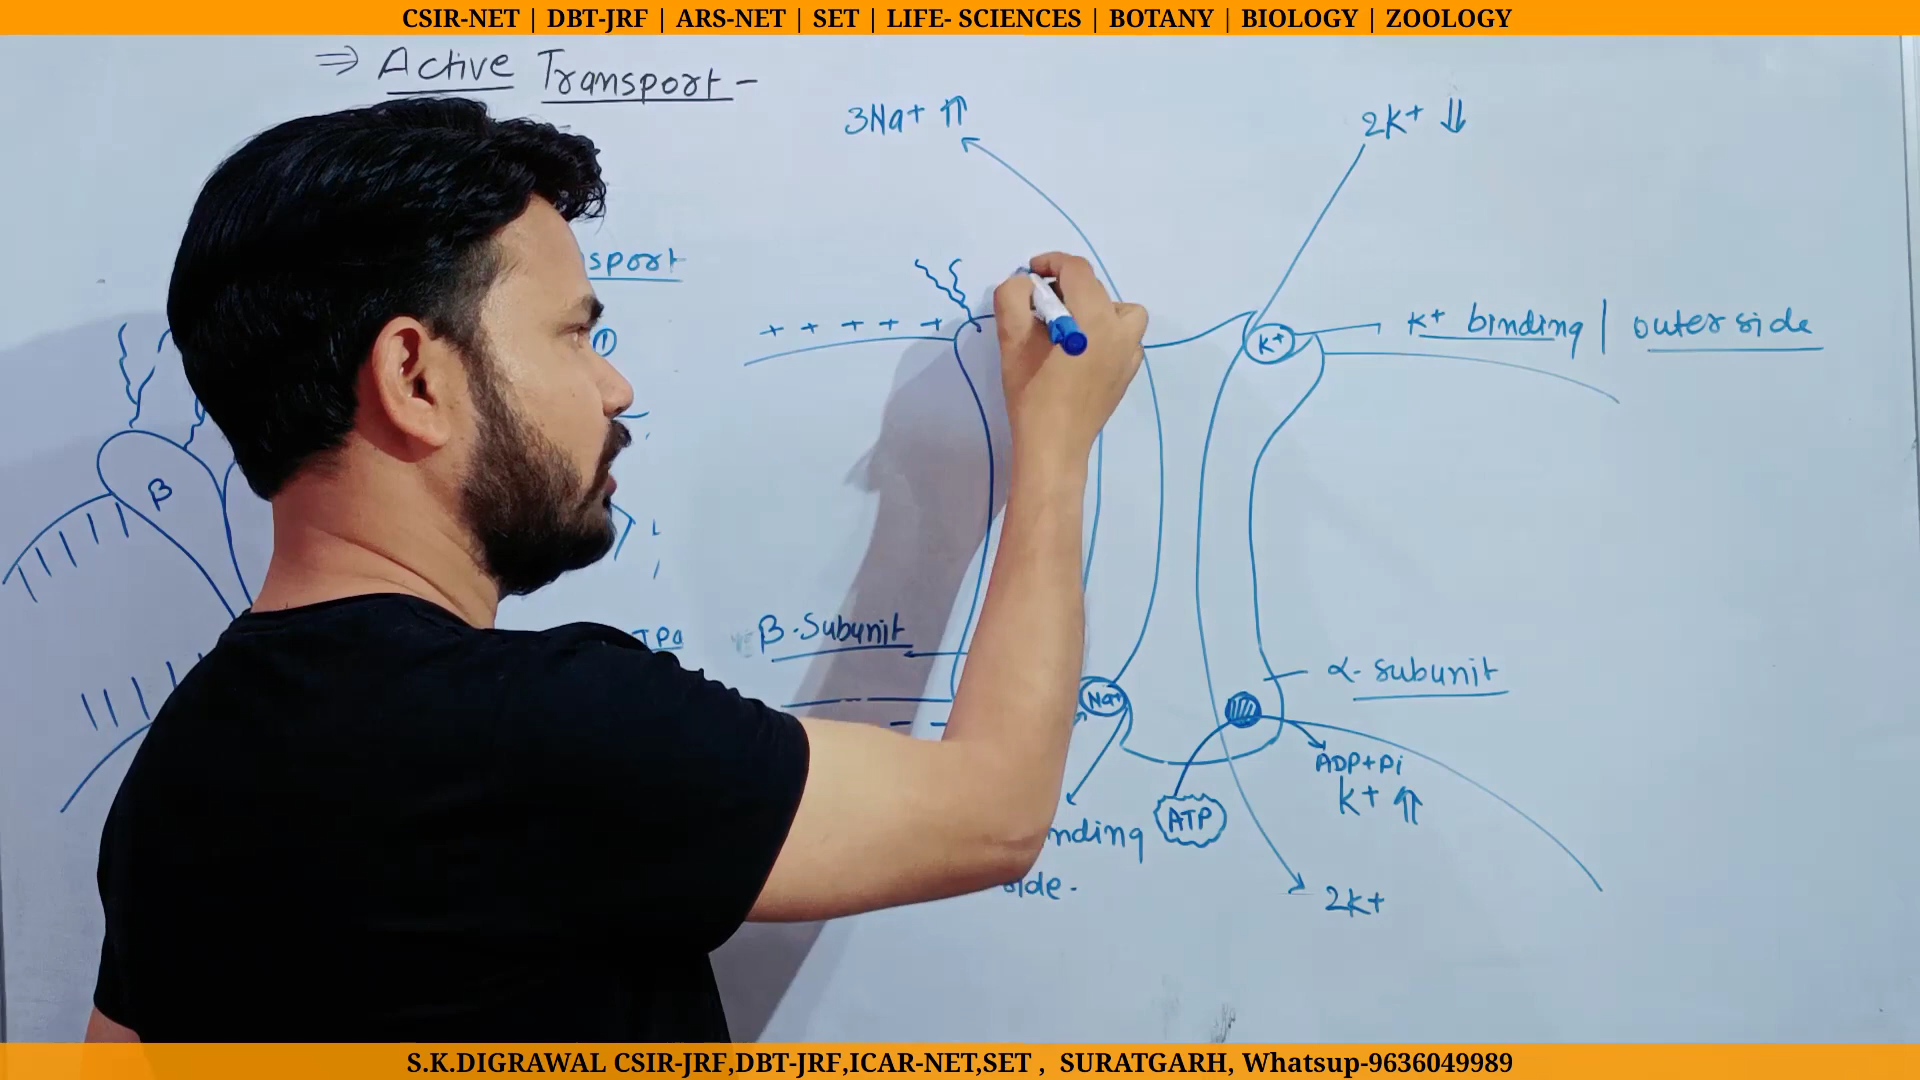 CSIR-NET | DBT-JRF | ARS-NET | SET | LIFE- SCIENCES | BOTANY | BIOLOGY | ZOOLOGY
⇒ Active Transport -
3Na+ ⇑
2K+ ⇓
sport
①
+ + + + +
K+
K+ binding | outer side
β
β-Subunit
α-subunit
Na+
- -
ADP+Pi
K+ ⇑
ATP
nding
side.
2K+
S.K.DIGRAWAL CSIR-JRF,DBT-JRF,ICAR-NET,SET , SURATGARH, Whatsup-9636049989